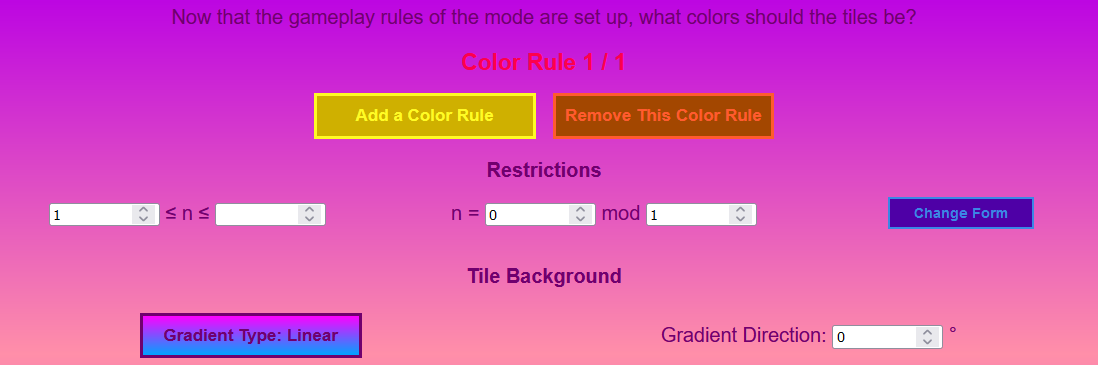 Now that the gameplay rules of the mode are set up, what colors should the tiles be?
Color Rule 1 / 1
Add a Color Rule Remove This Color Rule
Restrictions
1 ≤ n ≤ n = 0 mod 1 Change Form
Tile Background
Gradient Type: Linear Gradient Direction: 0 °